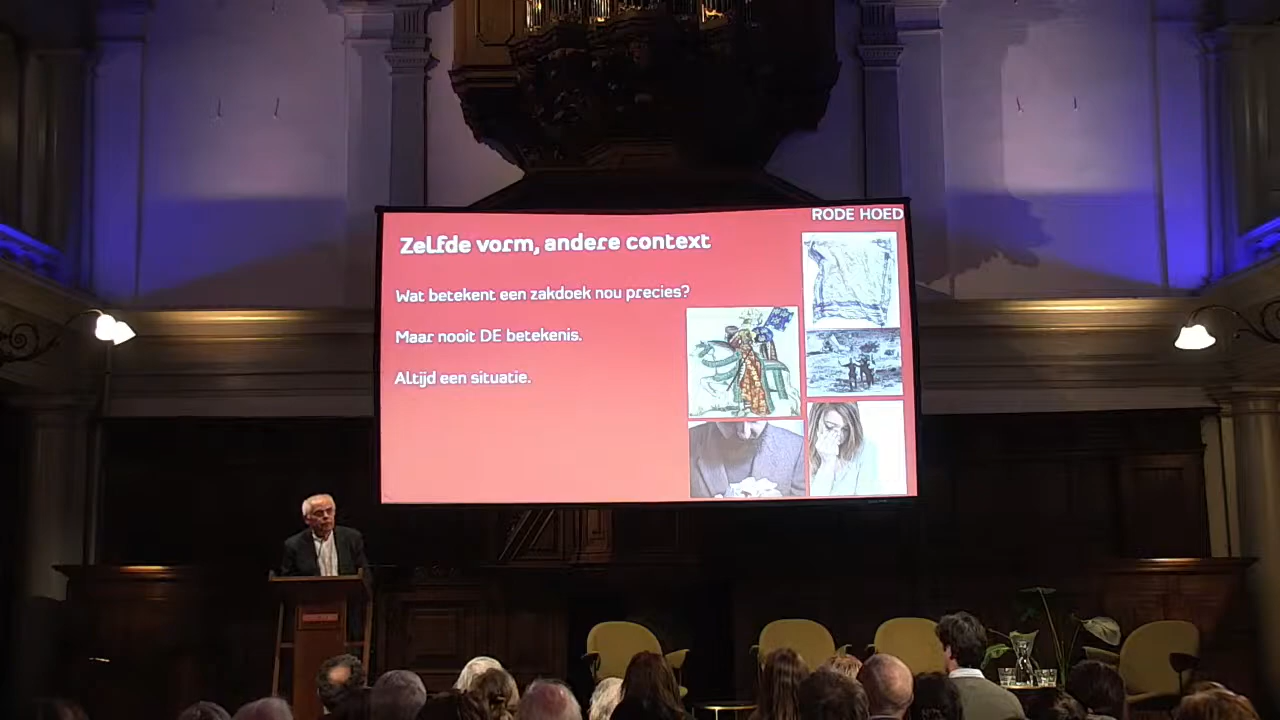 RODE HOED
Zelfde vorm, andere context
Wat betekent een zakdoek nou precies?
Maar nooit DE betekenis.
Altijd een situatie.